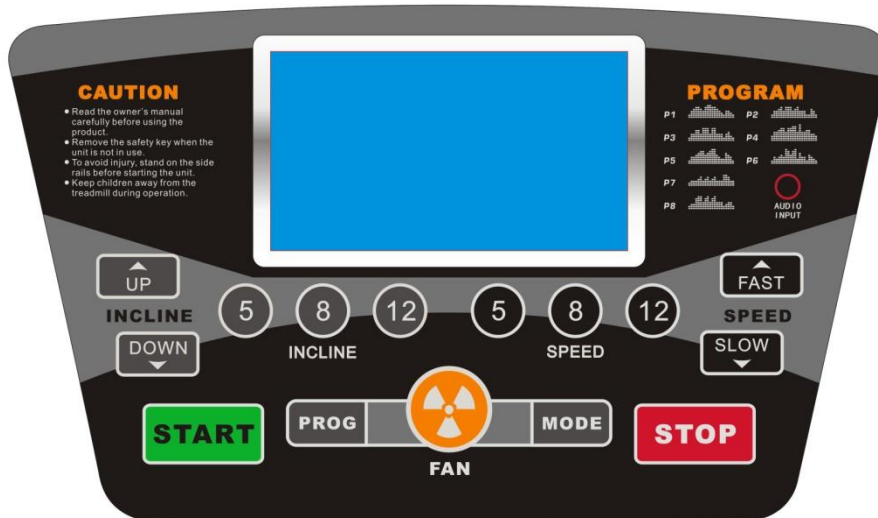 CAUTION
● Read the owner's manual
carefully before using the
product.
● Remove the safety key when the
unit is not in use.
● To avoid injury, stand on the side
rails before starting the unit.
● Keep children away from the
treadmill during operation.
PROGRAM
P1 P2
P3 P4
P5 P6
P7
P8
AUDIO
INPUT
UP
INCLINE
DOWN
5 8 12
INCLINE
5 8 12
SPEED
FAST
SPEED
SLOW
START
PROG
FAN
MODE
STOP